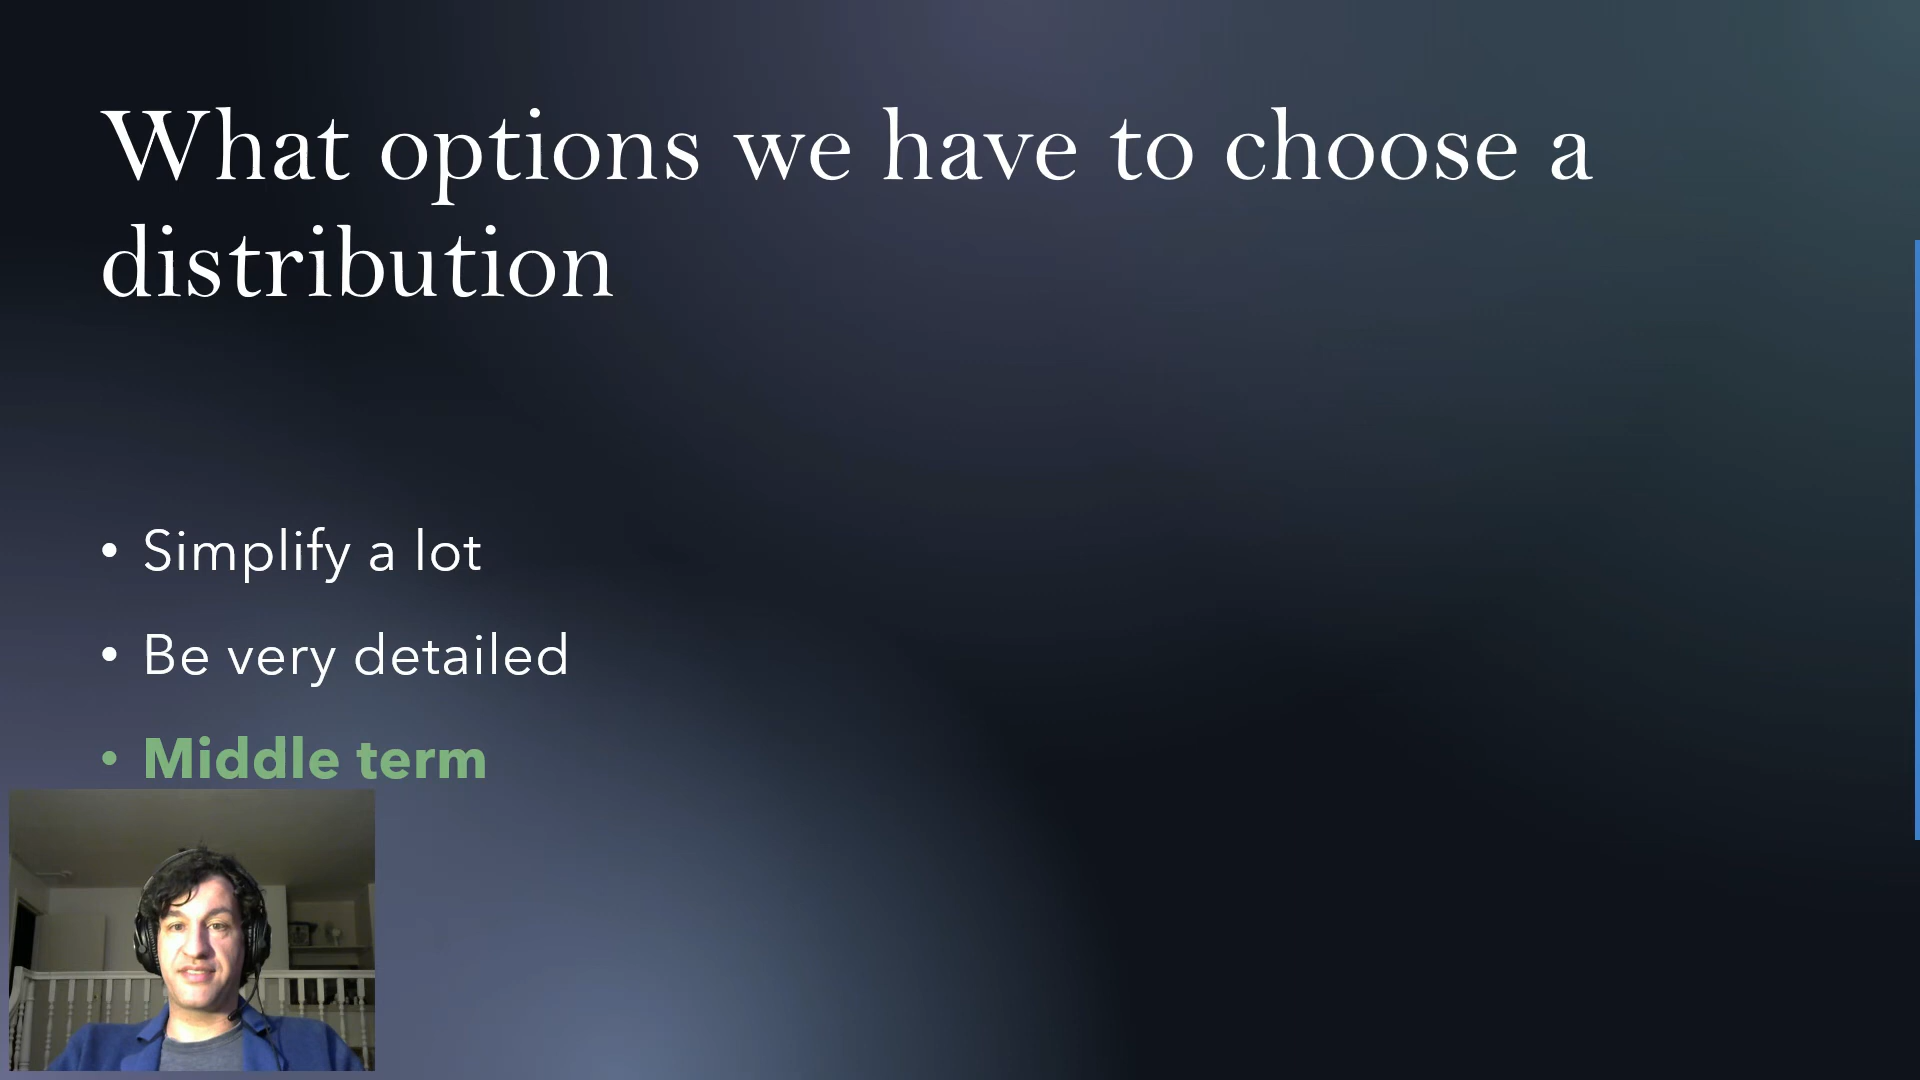 What options we have to choose a
distribution
• Simplify a lot
• Be very detailed
• Middle term